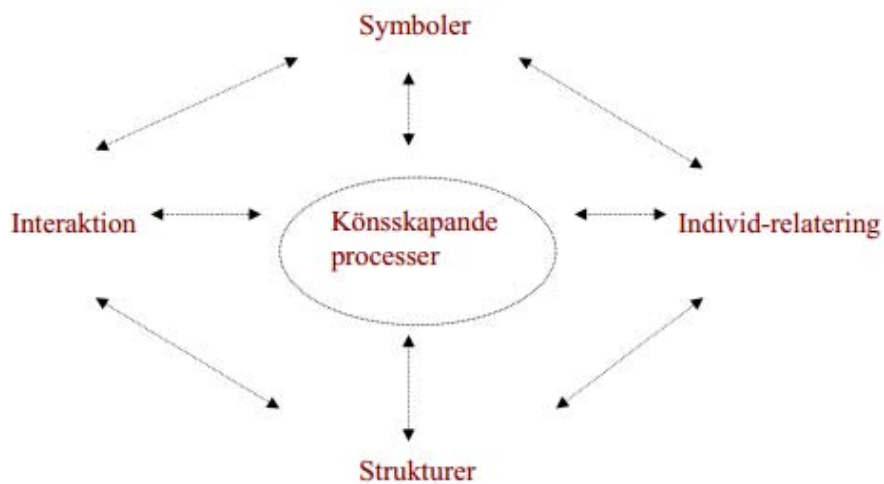 Symboler
Interaktion
Könsskapande
processer
Individ-relatering
Strukturer